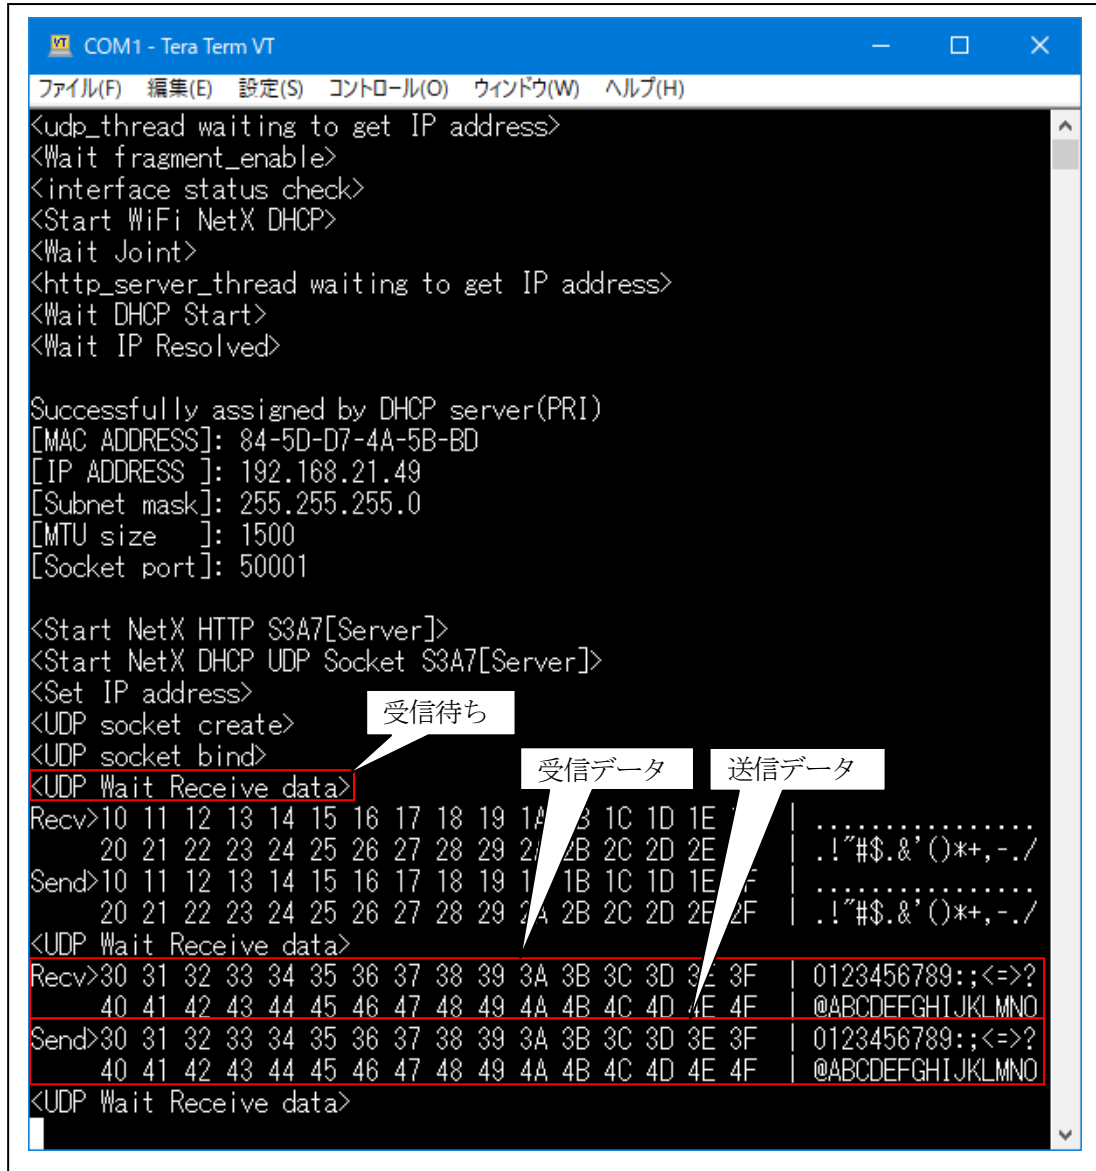 COM1 - Tera Term VT
ファイル(F) 編集(E) 設定(S) コントロール(O) ウィンドウ(W) ヘルプ(H)
<udp_thread waiting to get IP address>
<Wait fragment_enable>
<interface status check>
<Start WiFi NetX DHCP>
<Wait Joint>
<http_server_thread waiting to get IP address>
<Wait DHCP Start>
<Wait IP Resolved>
Successfully assigned by DHCP server(PRI)
[MAC ADDRESS]: 84-5D-D7-4A-5B-BD
[IP ADDRESS ]: 192.168.21.49
[Subnet mask]: 255.255.255.0
[MTU size   ]: 1500
[Socket port]: 50001
<Start NetX HTTP S3A7[Server]>
<Start NetX DHCP UDP Socket S3A7[Server]>
<Set IP address>
受信待ち
<UDP socket create>
<UDP socket bind>
受信データ 送信データ
<UDP Wait Receive data>
Recv>10 11 12 13 14 15 16 17 18 19 1A 1C 1D 1E | ................
20 21 22 23 24 25 26 27 28 29 2A 2B 2C 2D 2E | .!"#$.&'()*+,-./
Send>10 11 12 13 14 15 16 17 18 19 1B 1C 1D 1E 1F | ................
20 21 22 23 24 25 26 27 28 29 2A 2B 2C 2D 2E 2F | .!"#$.&'()*+,-./
<UDP Wait Receive data>
Recv>30 31 32 33 34 35 36 37 38 39 3A 3B 3C 3D 3E 3F | 0123456789:;<=>?
40 41 42 43 44 45 46 47 48 49 4A 4B 4C 4D 4E 4F | @ABCDEFGHIJKLMNO
Send>30 31 32 33 34 35 36 37 38 39 3A 3B 3C 3D 3E 3F | 0123456789:;<=>?
40 41 42 43 44 45 46 47 48 49 4A 4B 4C 4D 4E 4F | @ABCDEFGHIJKLMNO
<UDP Wait Receive data>